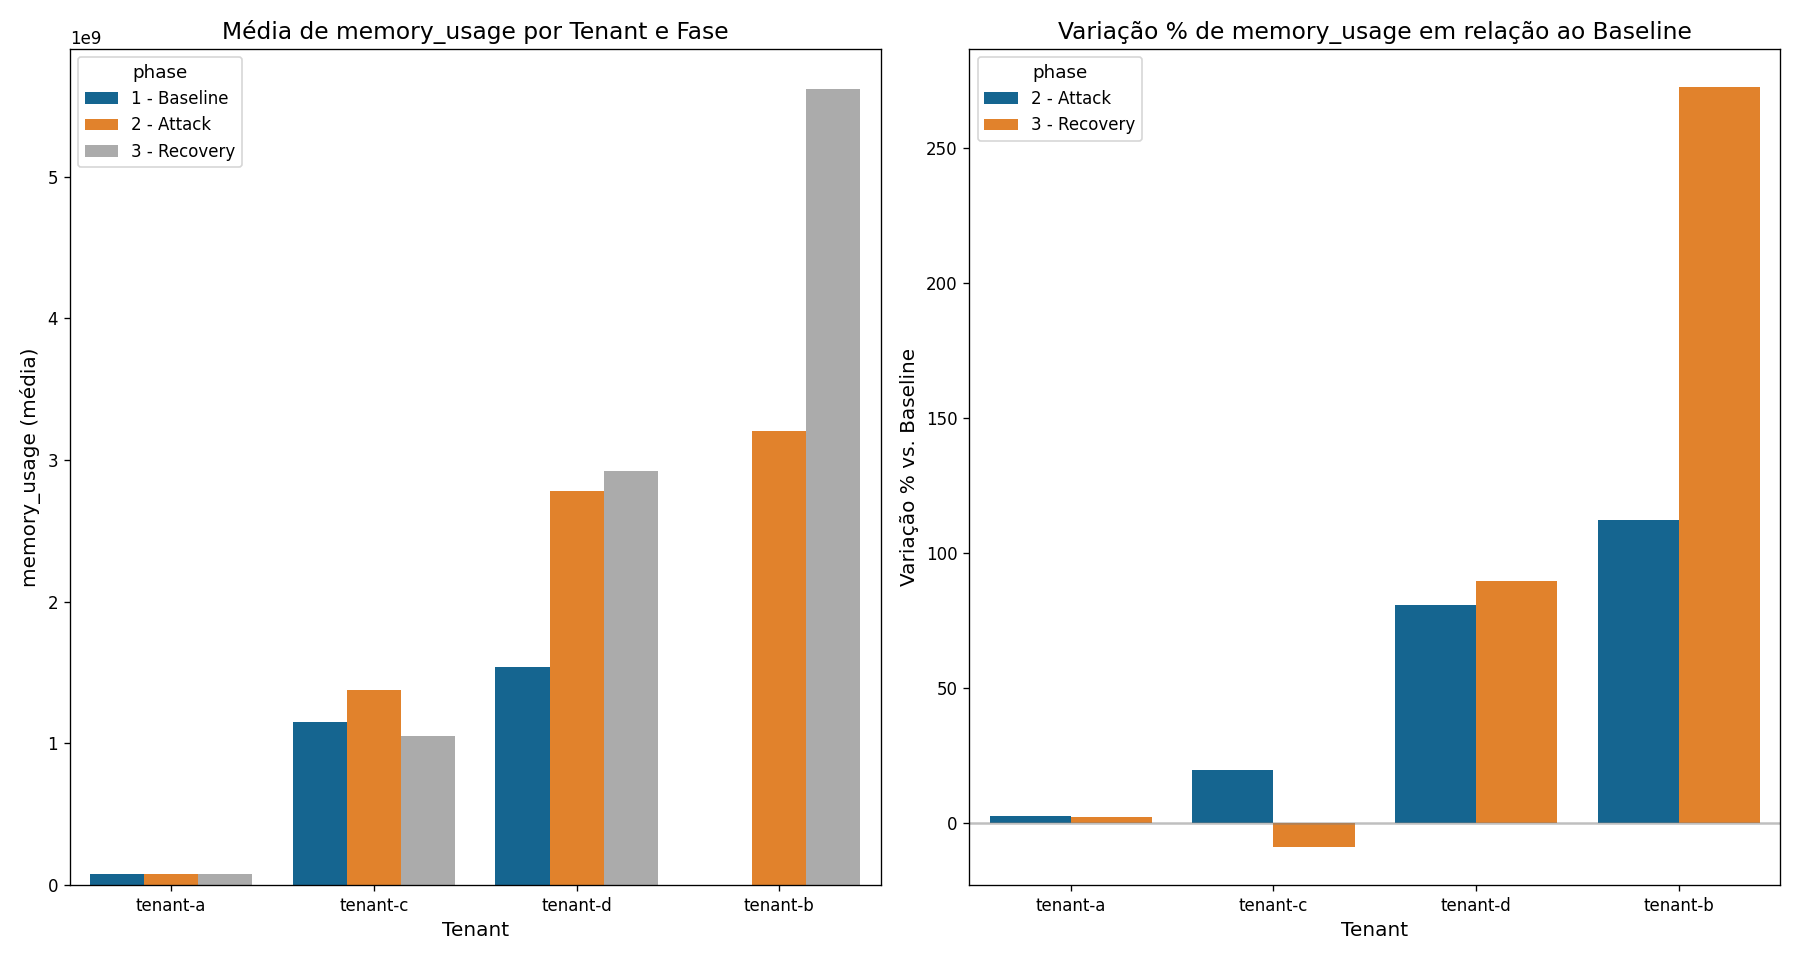 Média de memory_usage por Tenant e Fase
1e9
phase
1 - Baseline
2 - Attack
3 - Recovery
5
4
3
2
1
0
memory_usage (média)
tenant-a
tenant-c
tenant-d
tenant-b
Tenant
Variação % de memory_usage em relação ao Baseline
phase
2 - Attack
3 - Recovery
250
200
150
100
50
0
Variação % vs. Baseline
tenant-a
tenant-c
tenant-d
tenant-b
Tenant